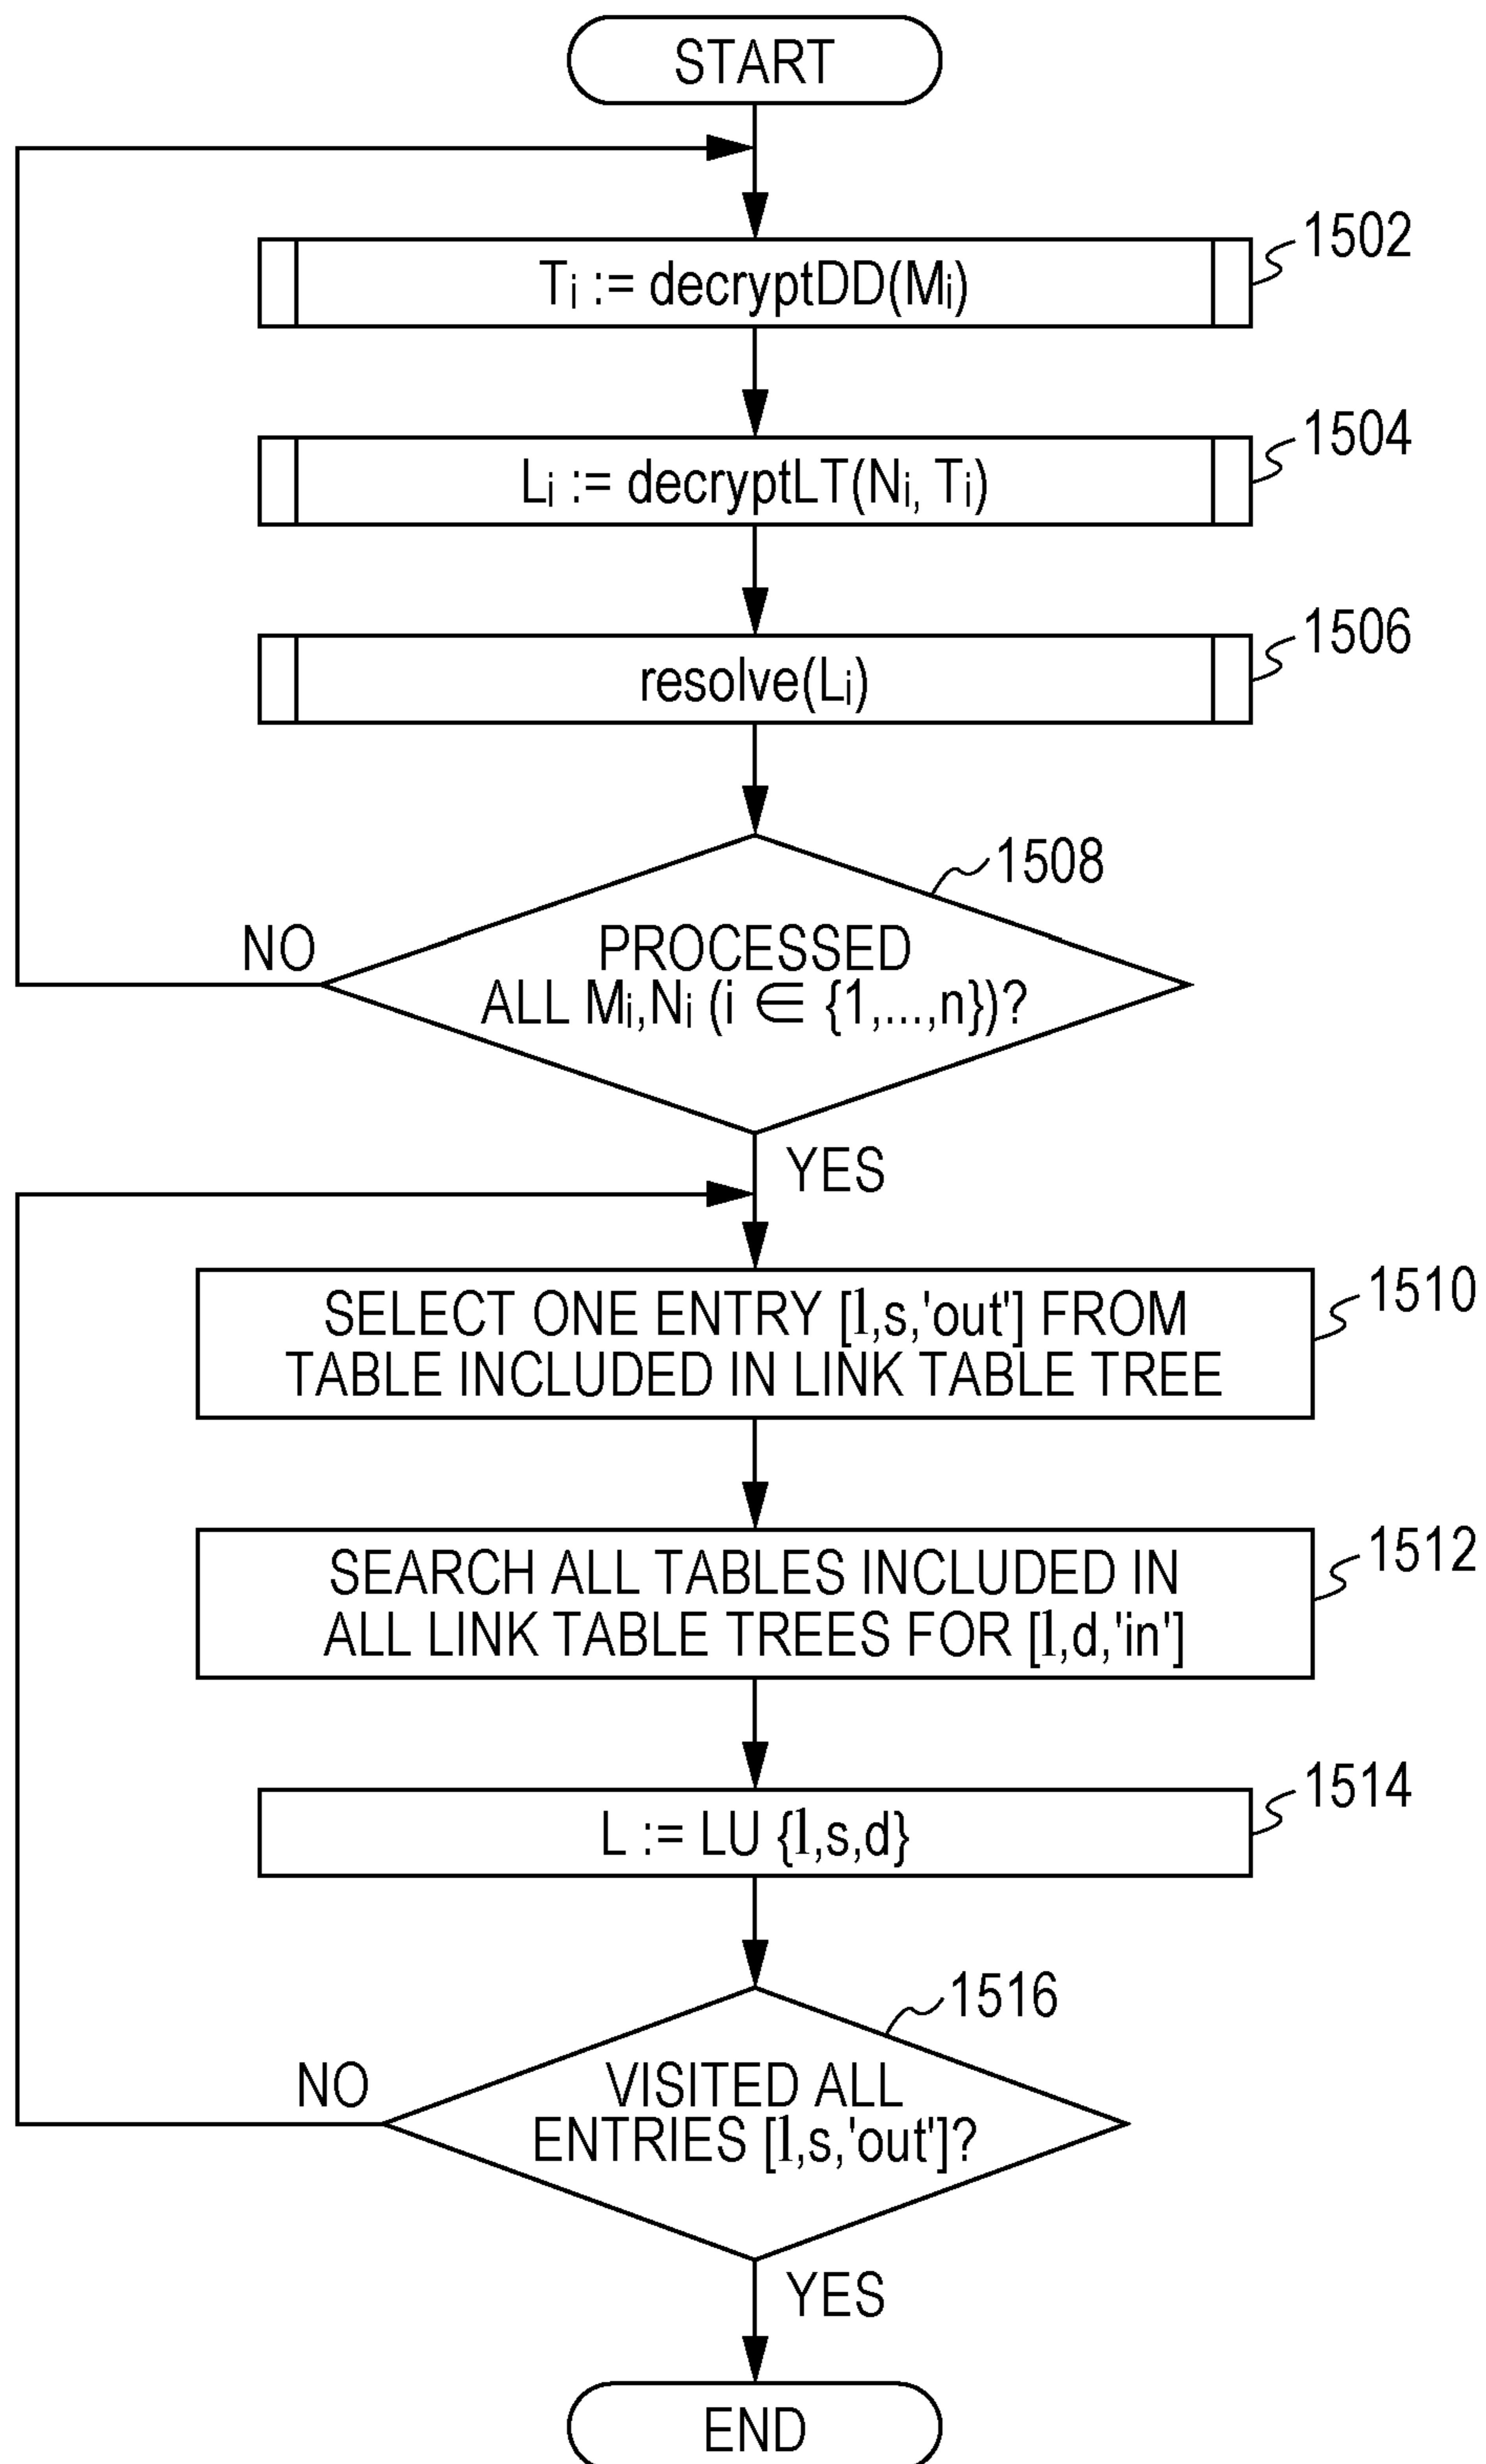 START
1502
Ti := decryptDD(Mi)
1504
Li := decryptLT(Ni, Ti)
1506
resolve(Li)
1508
NO
PROCESSED
ALL Mi,Ni (i ∈ {1,...,n})?
YES
1510
SELECT ONE ENTRY [l,s,'out'] FROM
TABLE INCLUDED IN LINK TABLE TREE
1512
SEARCH ALL TABLES INCLUDED IN
ALL LINK TABLE TREES FOR [l,d,'in']
1514
L := LU {l,s,d}
1516
NO
VISITED ALL
ENTRIES [l,s,'out']?
YES
END